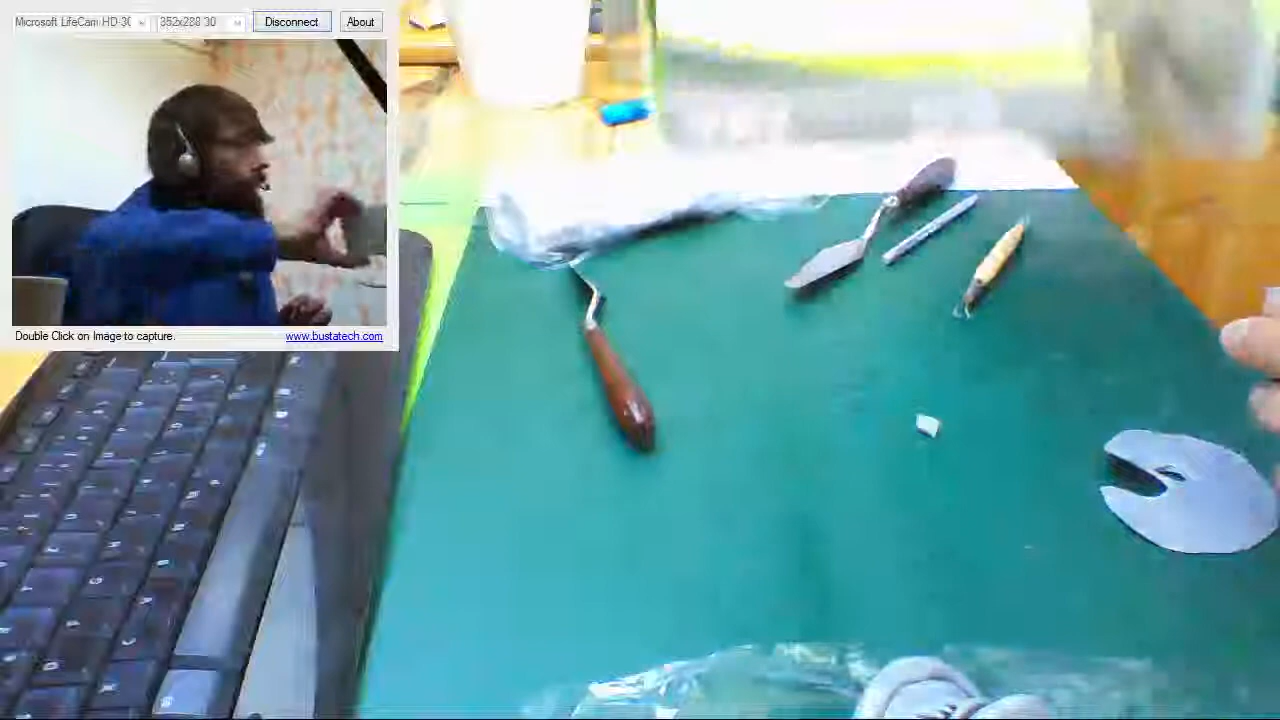 Microsoft LifeCam HD-30 352x288 30 Disconnect About
Double Click on Image to capture. www.bustatech.com